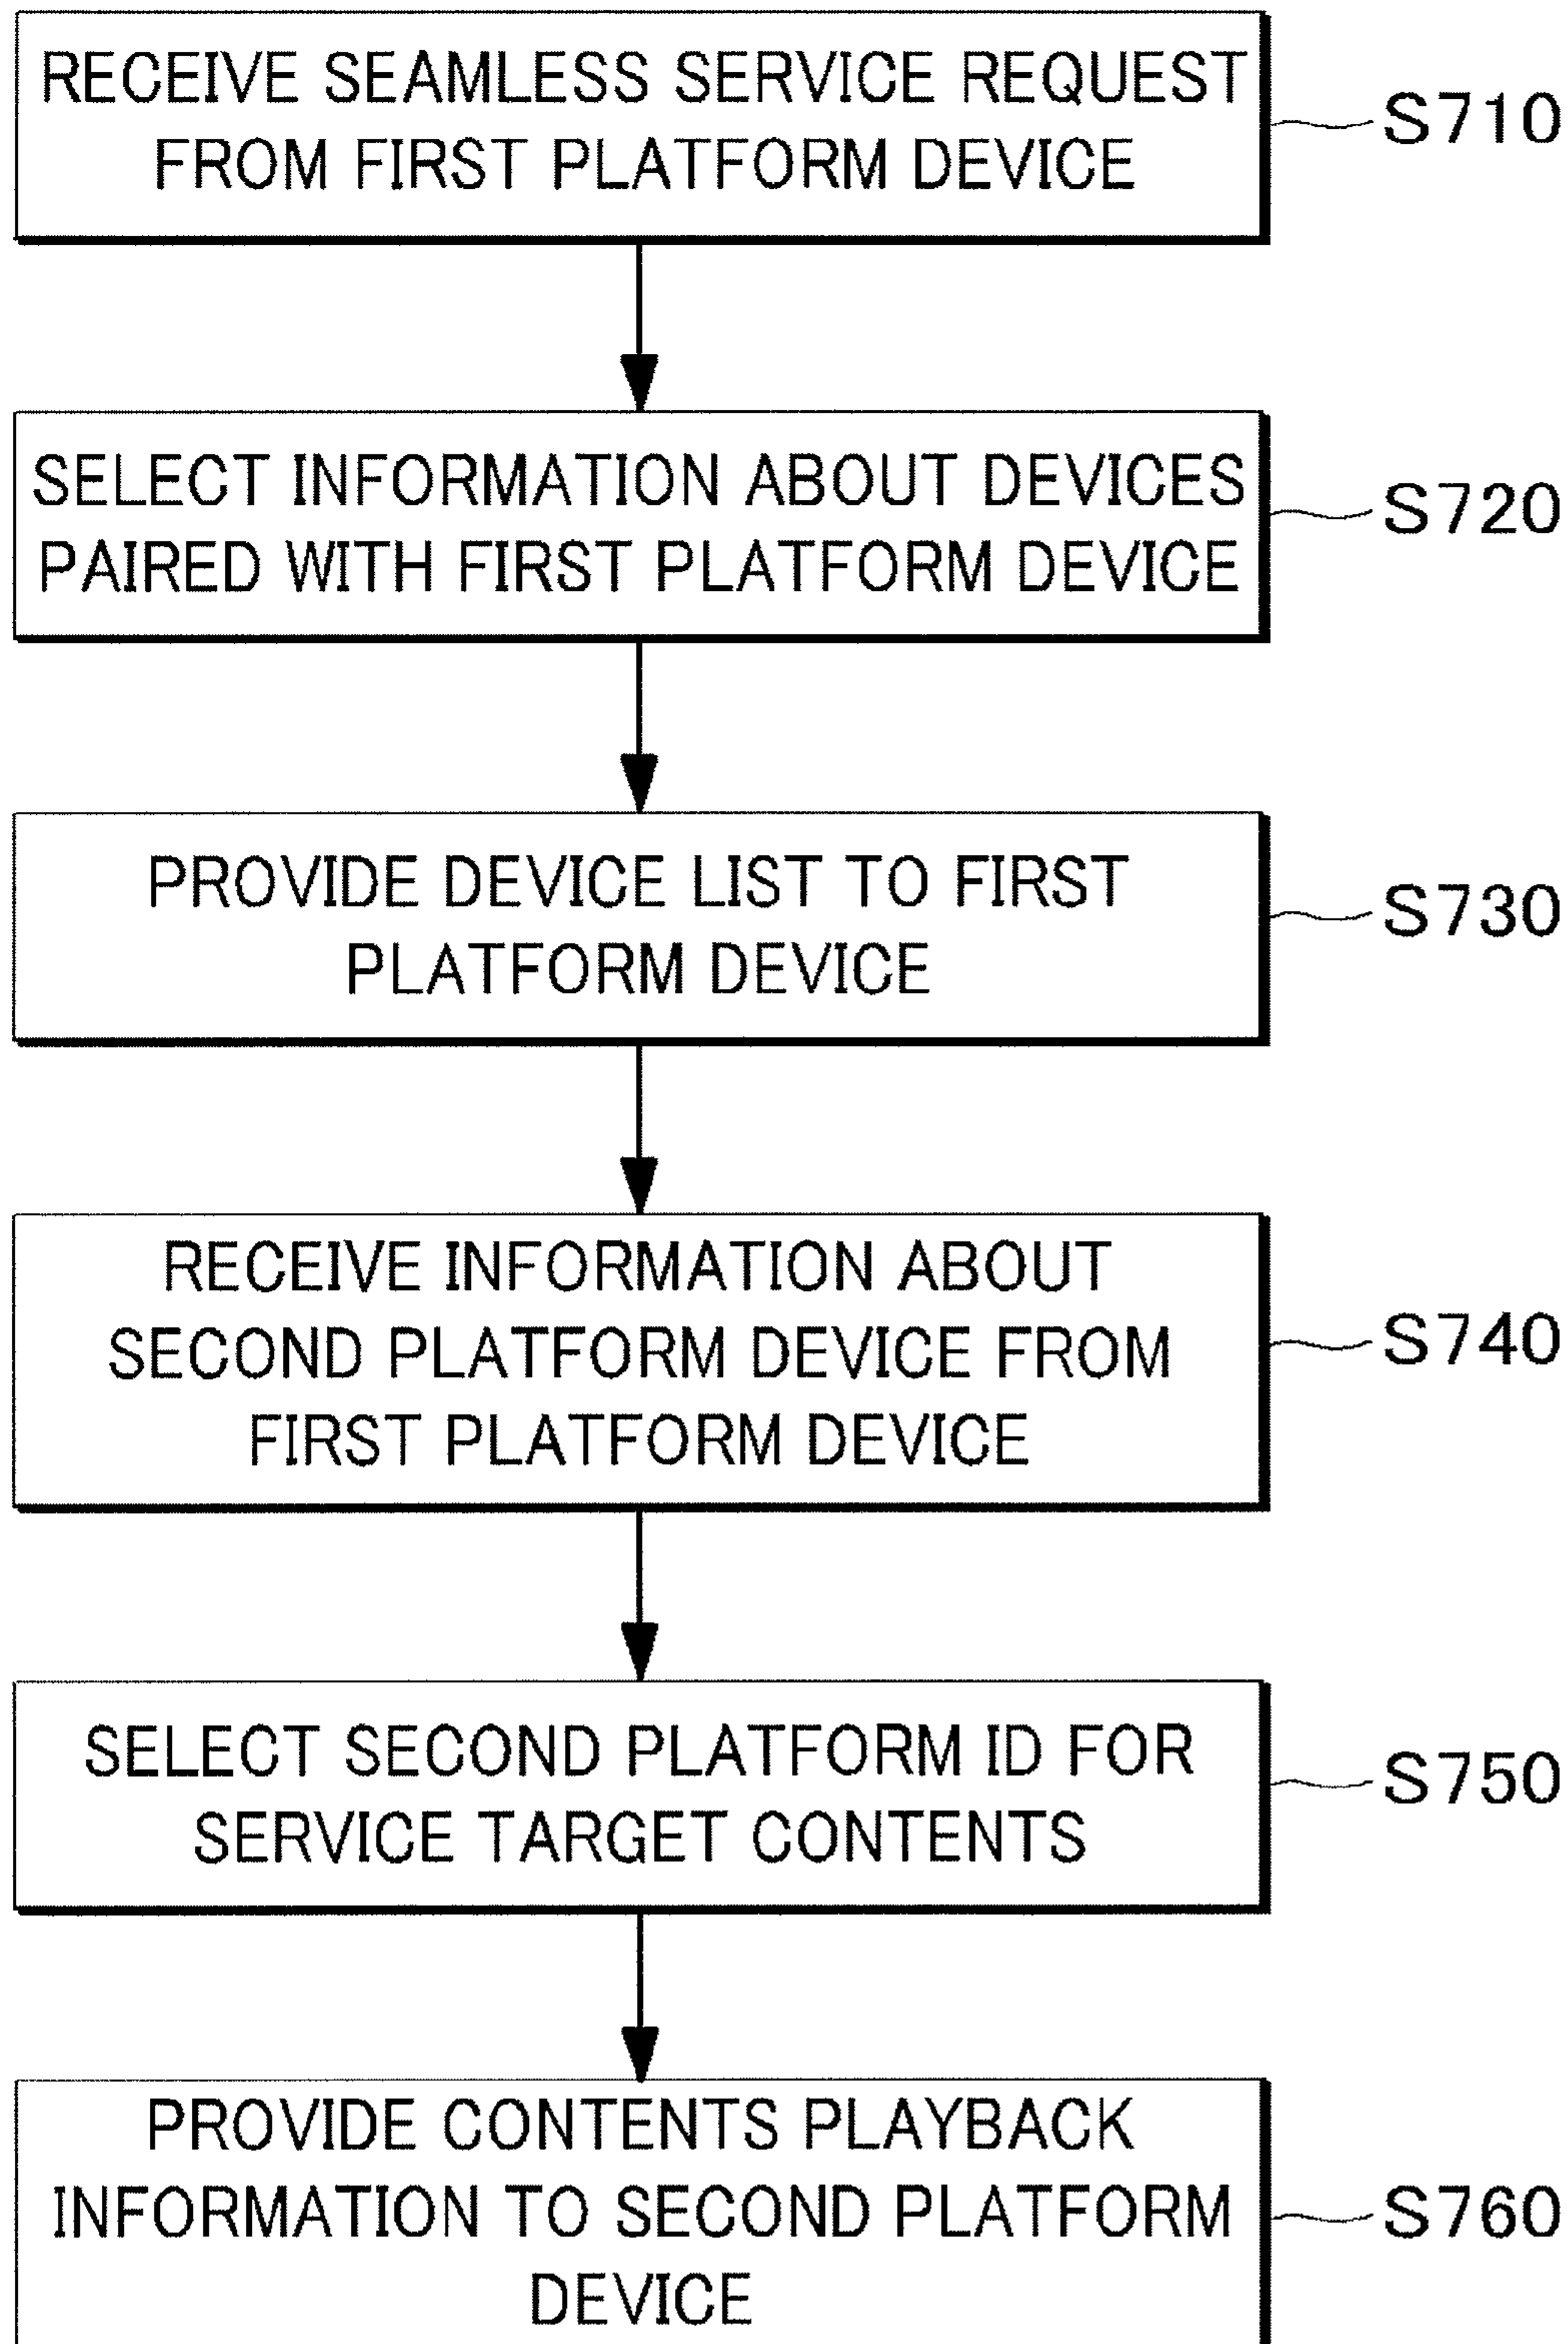 RECEIVE SEAMLESS SERVICE REQUEST
FROM FIRST PLATFORM DEVICE
S710
SELECT INFORMATION ABOUT DEVICES
PAIRED WITH FIRST PLATFORM DEVICE
S720
PROVIDE DEVICE LIST TO FIRST
PLATFORM DEVICE
S730
RECEIVE INFORMATION ABOUT
SECOND PLATFORM DEVICE FROM
FIRST PLATFORM DEVICE
S740
SELECT SECOND PLATFORM ID FOR
SERVICE TARGET CONTENTS
S750
PROVIDE CONTENTS PLAYBACK
INFORMATION TO SECOND PLATFORM
DEVICE
S760